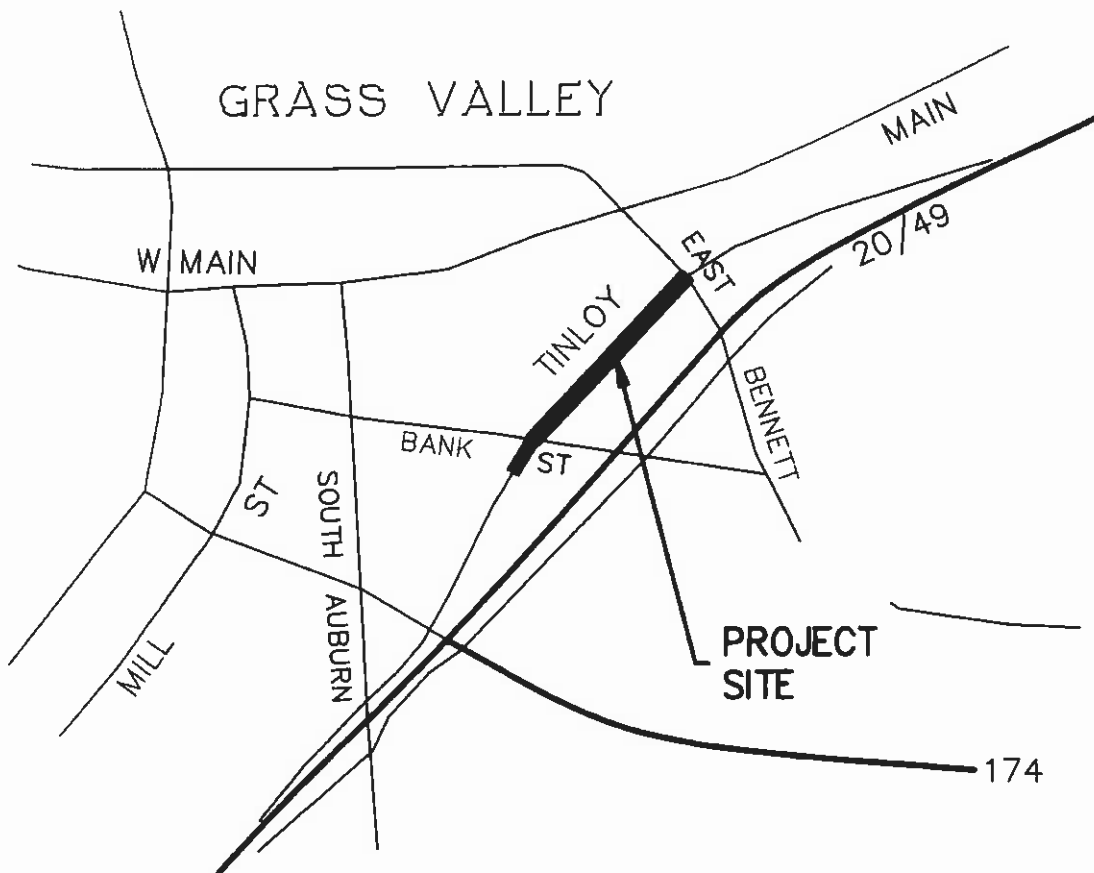 GRASS VALLEY
MAIN
W MAIN
EAST
20/49
TINLOY
BENNETT
BANK
ST
SOUTH
ST
AUBURN
MILL
PROJECT
SITE
174